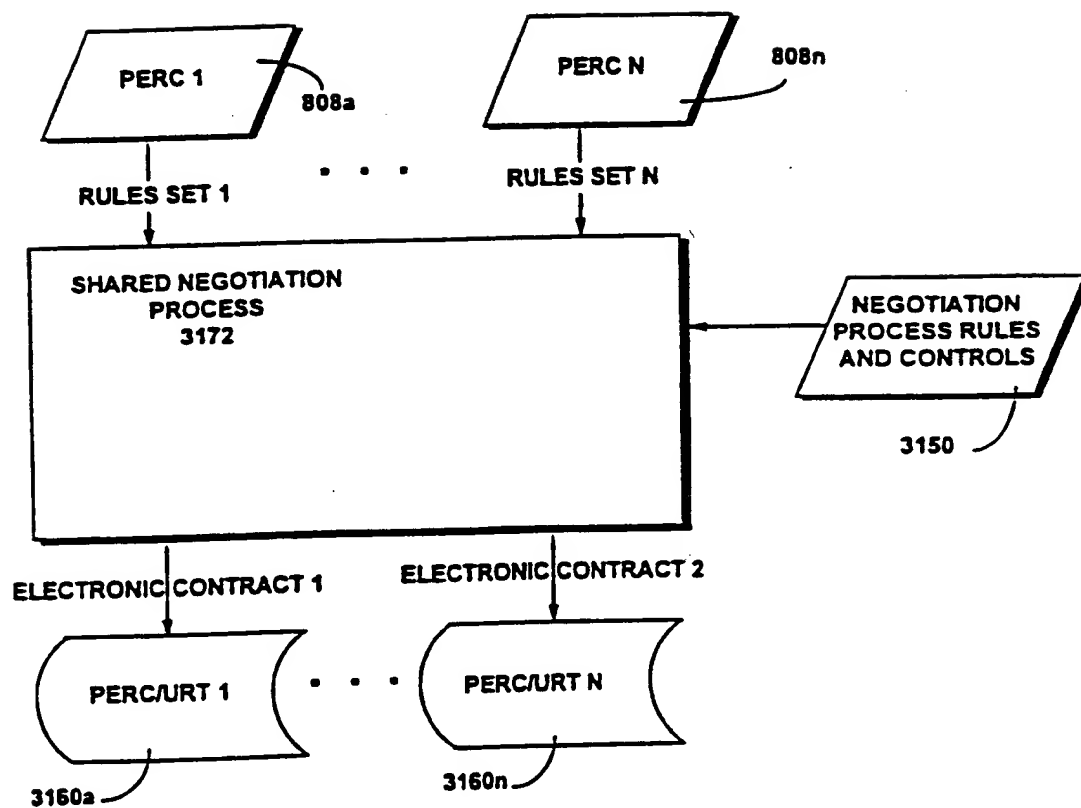 PERC 1
808a
PERC N
808n
RULES SET 1
RULES SET N
SHARED NEGOTIATION
PROCESS
3172
NEGOTIATION
PROCESS RULES
AND CONTROLS
3150
ELECTRONIC CONTRACT 1
ELECTRONIC CONTRACT 2
PERC/URT 1
PERC/URT N
3160a
3160n